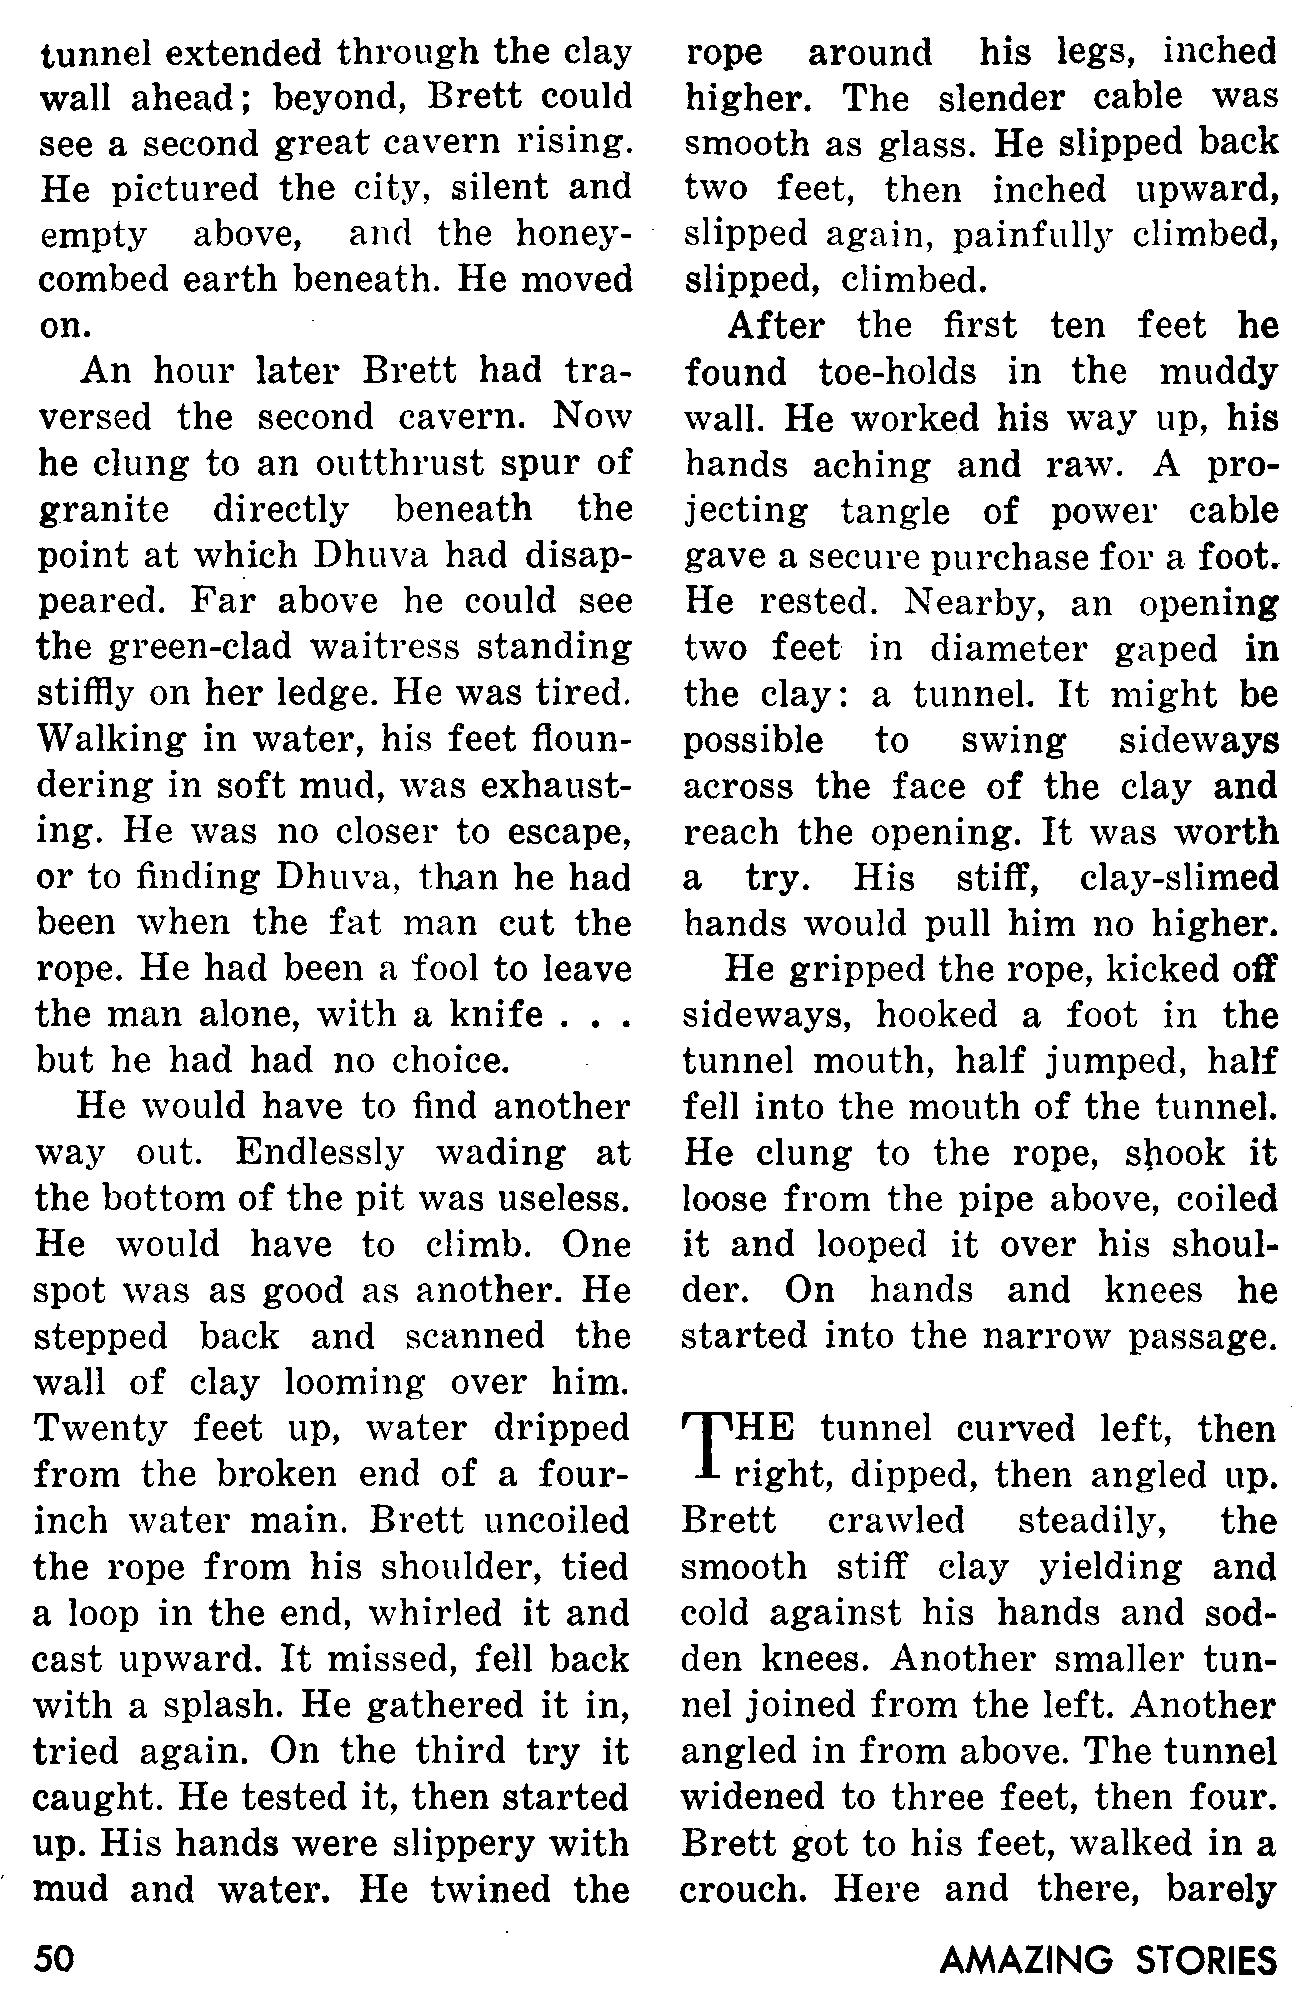 tunnel extended through the clay
wall ahead; beyond, Brett could
see a second great cavern rising.
He pictured the city, silent and
empty above, and the honey-
combed earth beneath. He moved
on.
An hour later Brett had tra-
versed the second cavern. Now
he clung to an outthrust spur of
granite directly beneath the
point at which Dhuva had disap-
peared. Far above he could see
the green-clad waitress standing
stiffly on her ledge. He was tired.
Walking in water, his feet floun-
dering in soft mud, was exhaust-
ing. He was no closer to escape,
or to finding Dhuva, than he had
been when the fat man cut the
rope. He had been a fool to leave
the man alone, with a knife . . .
but he had had no choice.
He would have to find another
way out. Endlessly wading at
the bottom of the pit was useless.
He would have to climb. One
spot was as good as another. He
stepped back and scanned the
wall of clay looming over him.
Twenty feet up, water dripped
from the broken end of a four-
inch water main. Brett uncoiled
the rope from his shoulder, tied
a loop in the end, whirled it and
cast upward. It missed, fell back
with a splash. He gathered it in,
tried again. On the third try it
caught. He tested it, then started
up. His hands were slippery with
mud and water. He twined the
rope around his legs, inched
higher. The slender cable was
smooth as glass. He slipped back
two feet, then inched upward,
slipped again, painfully climbed,
slipped, climbed.
After the first ten feet he
found toe-holds in the muddy
wall. He worked his way up, his
hands aching and raw. A pro-
jecting tangle of power cable
gave a secure purchase for a foot.
He rested. Nearby, an opening
two feet in diameter gaped in
the clay: a tunnel. It might be
possible to swing sideways
across the face of the clay and
reach the opening. It was worth
a try. His stiff, clay-slimed
hands would pull him no higher.
He gripped the rope, kicked off
sideways, hooked a foot in the
tunnel mouth, half jumped, half
fell into the mouth of the tunnel.
He clung to the rope, shook it
loose from the pipe above, coiled
it and looped it over his shoul-
der. On hands and knees he
started into the narrow passage.
THE tunnel curved left, then
right, dipped, then angled up.
Brett crawled steadily, the
smooth stiff clay yielding and
cold against his hands and sod-
den knees. Another smaller tun-
nel joined from the left. Another
angled in from above. The tunnel
widened to three feet, then four.
Brett got to his feet, walked in a
crouch. Here and there, barely
50 AMAZING STORIES